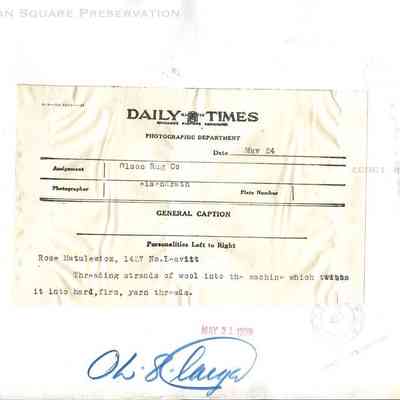 AN SQUARE PRESERVATION
DAILY TIMES
PHOTOGRAPHIC DEPARTMENT
Date May 24
Assignment Olson Rug Co
Photographer Plate Number
GENERAL CAPTION
Personalities Left to Right
Rose Matulewicz, 1427 No.Leavitt
Threading strands of wool into the machine which twists
it into hard,firm, yarn threads.
MAY 31